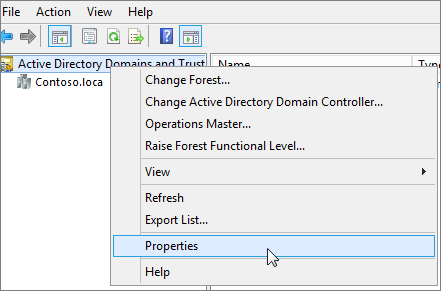 File Action View Help
Active Directory Domains and Trust
Name
Contoso.loca
Change Forest...
Change Active Directory Domain Controller...
Operations Master...
Raise Forest Functional Level...
View
Refresh
Export List...
Properties
Help